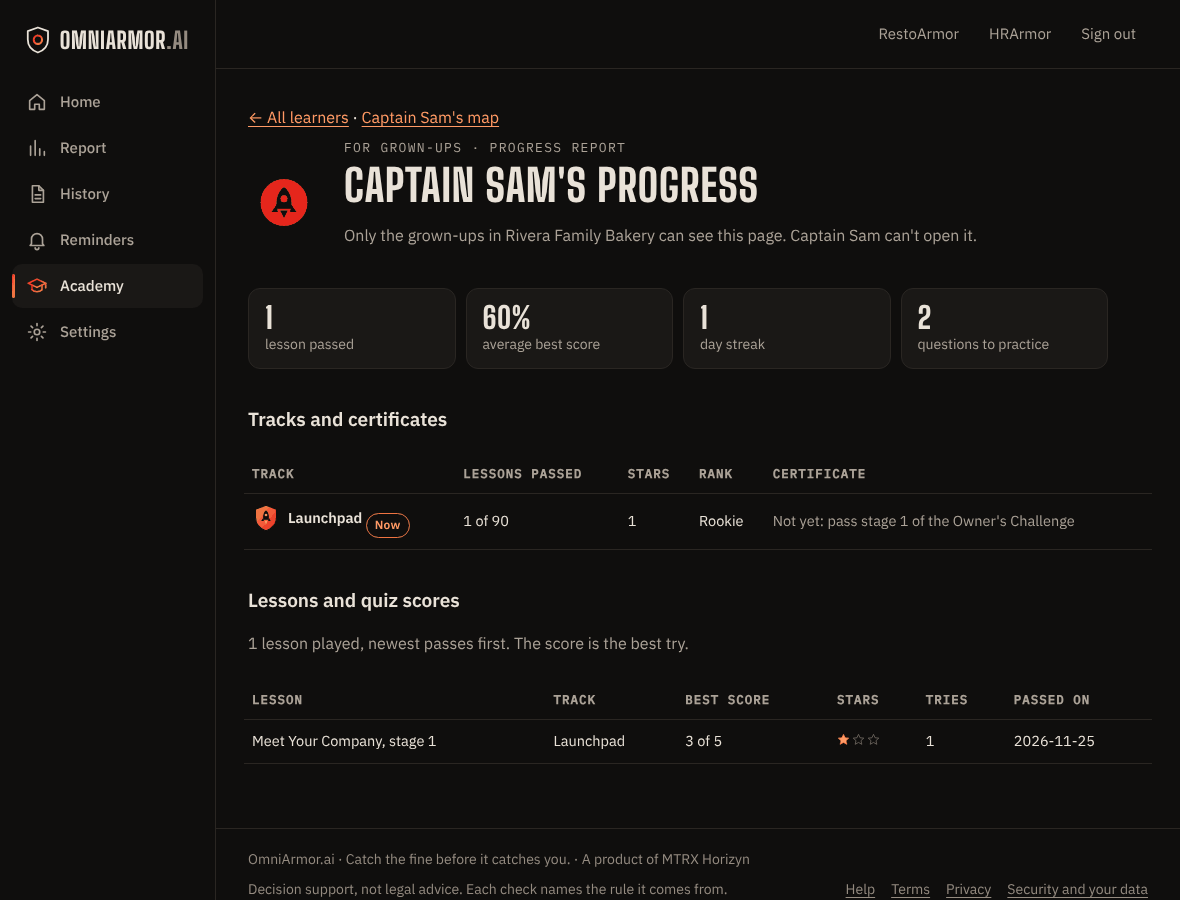 OMNIARMOR.AI
RestoArmor HRArmor Sign out
Home
Report
History
Reminders
Academy
Settings
← All learners · Captain Sam's map
FOR GROWN-UPS · PROGRESS REPORT
CAPTAIN SAM'S PROGRESS
Only the grown-ups in Rivera Family Bakery can see this page. Captain Sam can't open it.
1
lesson passed
60%
average best score
1
day streak
2
questions to practice
Tracks and certificates
TRACK LESSONS PASSED STARS RANK CERTIFICATE
Launchpad Now 1 of 90 1 Rookie Not yet: pass stage 1 of the Owner's Challenge
Lessons and quiz scores
1 lesson played, newest passes first. The score is the best try.
LESSON TRACK BEST SCORE STARS TRIES PASSED ON
Meet Your Company, stage 1 Launchpad 3 of 5 ★☆☆ 1 2026-11-25
OmniArmor.ai · Catch the fine before it catches you. · A product of MTRX Horizyn
Decision support, not legal advice. Each check names the rule it comes from.
Help Terms Privacy Security and your data